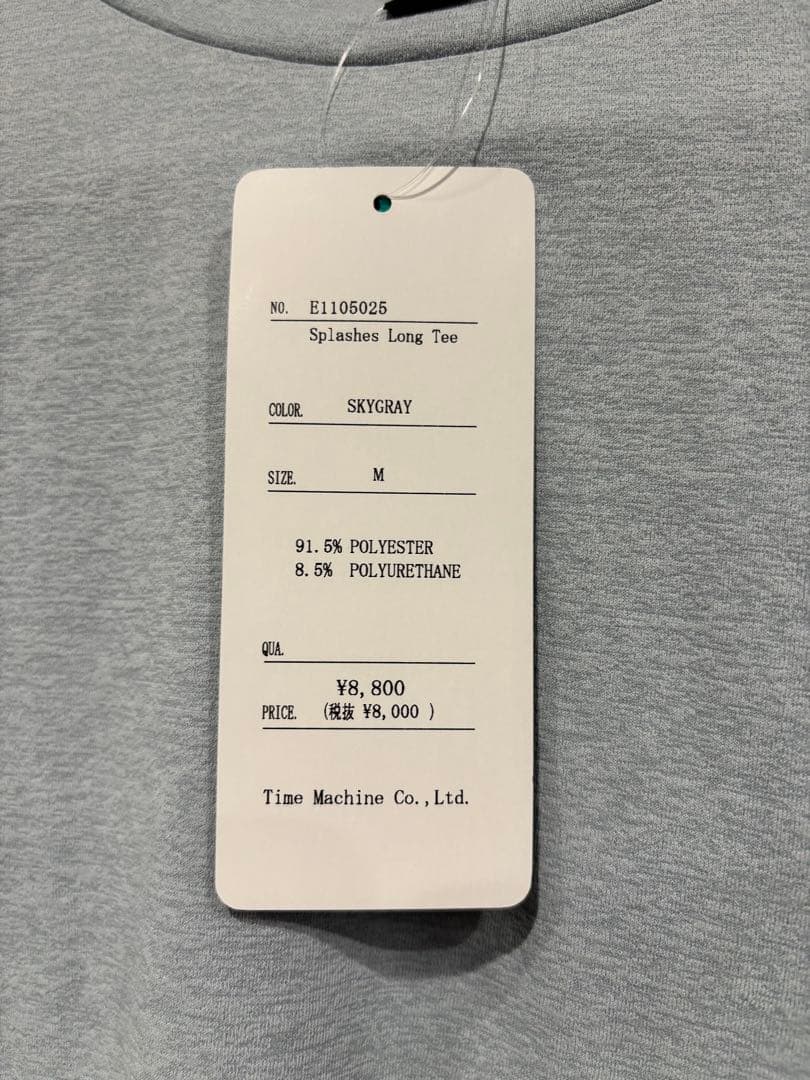 NO. E1105025
Splashes Long Tee
COLOR. SKYGRAY
SIZE. M
91.5% POLYESTER
8.5% POLYURETHANE
QUA.
¥8,800
PRICE. (税抜 ¥8,000 )
Time Machine Co.,Ltd.